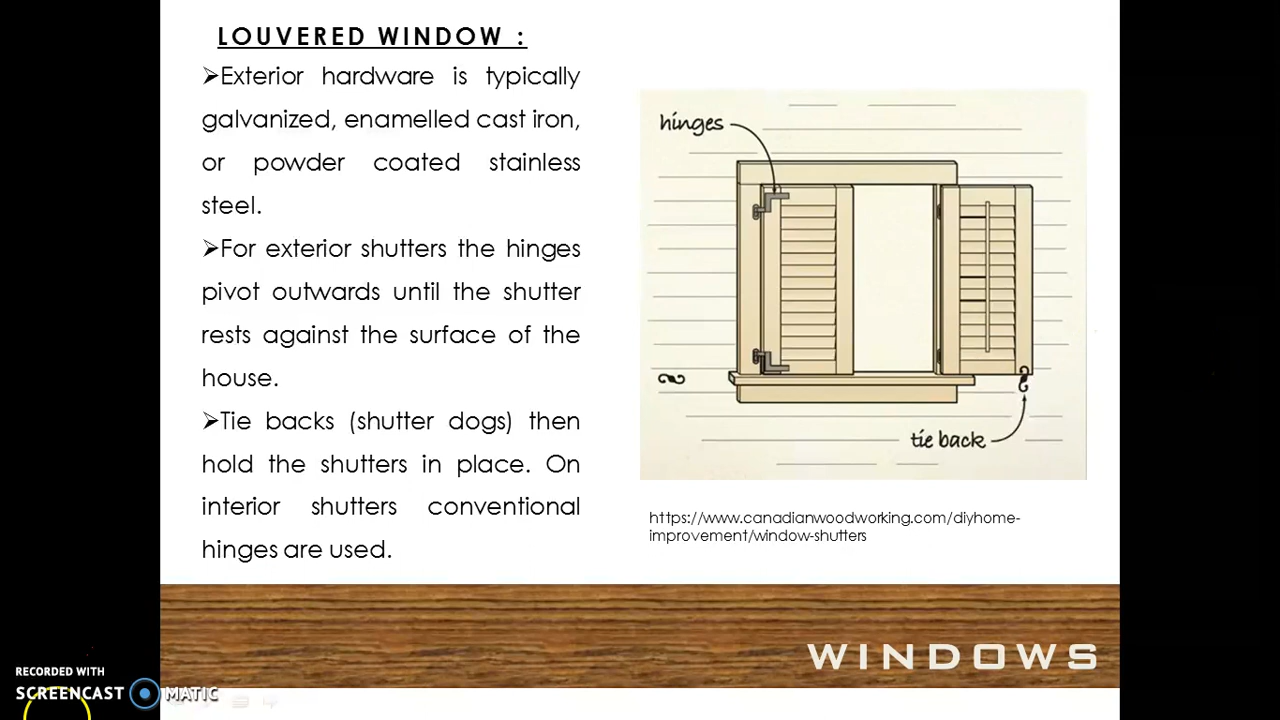 LOUVERED WINDOW :
➢Exterior hardware is typically
galvanized, enamelled cast iron,
or powder coated stainless
steel.
➢For exterior shutters the hinges
pivot outwards until the shutter
rests against the surface of the
house.
➢Tie backs (shutter dogs) then
hold the shutters in place. On
interior shutters conventional
hinges are used.
hinges
tie back
https://www.canadianwoodworking.com/diyhome-
improvement/window-shutters
WINDOWS
RECORDED WITH
SCREENCAST MATIC